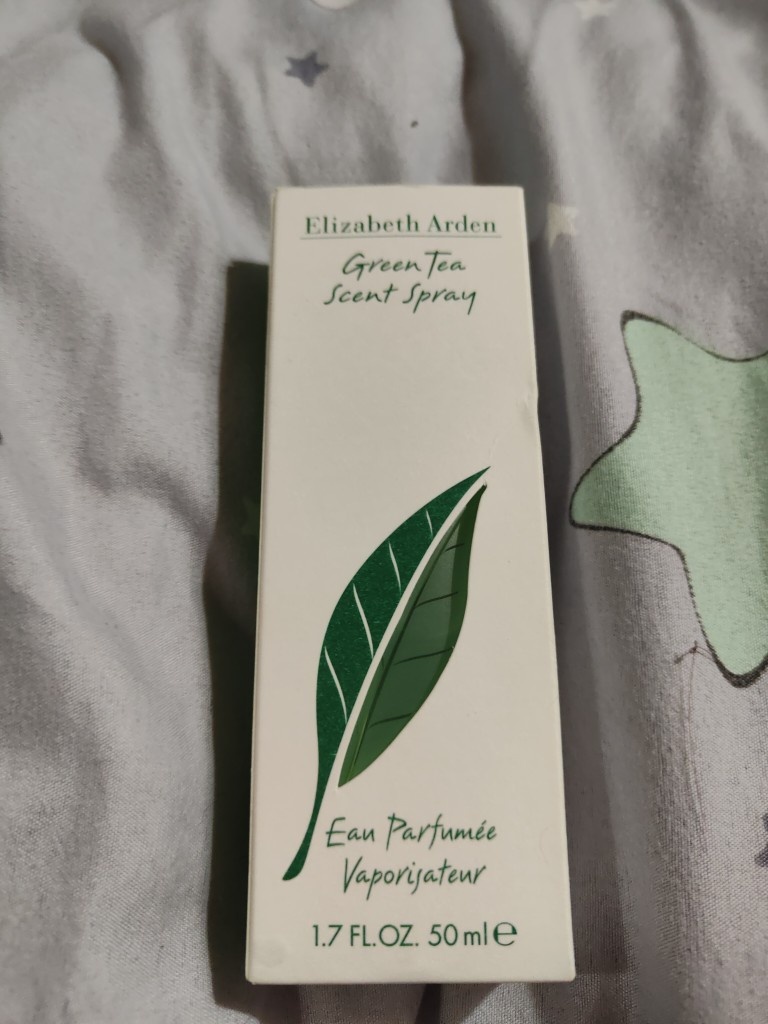 Elizabeth Arden
Green Tea
Scent Spray
Eau Parfumée
Vaporisateur
1.7 FL.OZ. 50 ml ℮